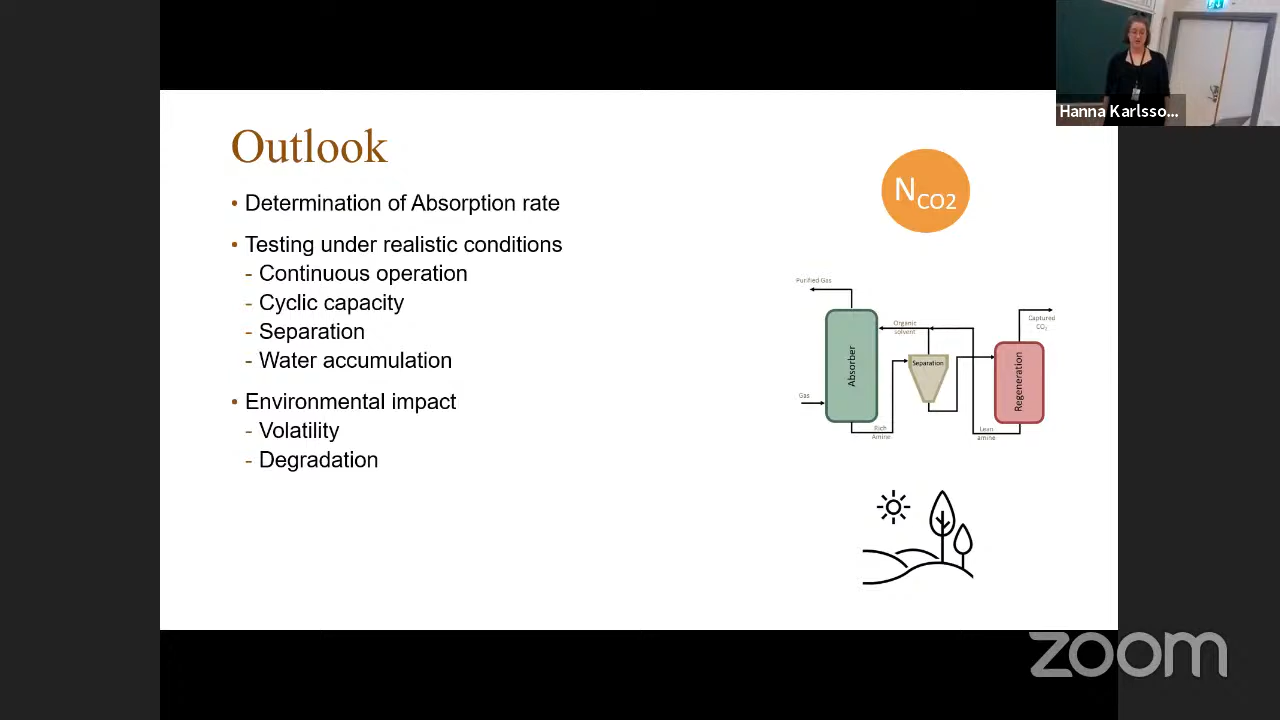 Hanna Karlsso...
Outlook
• Determination of Absorption rate
• Testing under realistic conditions
- Continuous operation
- Cyclic capacity
- Separation
- Water accumulation
• Environmental impact
- Volatility
- Degradation
NCO2
Purified Gas
Organic
solvent
Captured
CO2
Absorber
Separation
Regeneration
Gas
Rich
Amine
Lean
amine
zoom